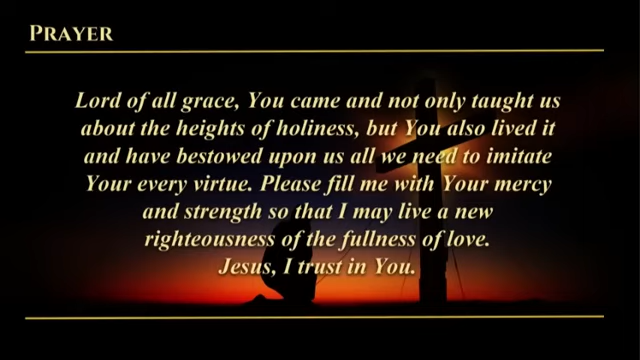 PRAYER
Lord of all grace, You came and not only taught us
about the heights of holiness, but You also lived it
and have bestowed upon us all we need to imitate
Your every virtue. Please fill me with Your mercy
and strength so that I may live a new
righteousness of the fullness of love.
Jesus, I trust in You.